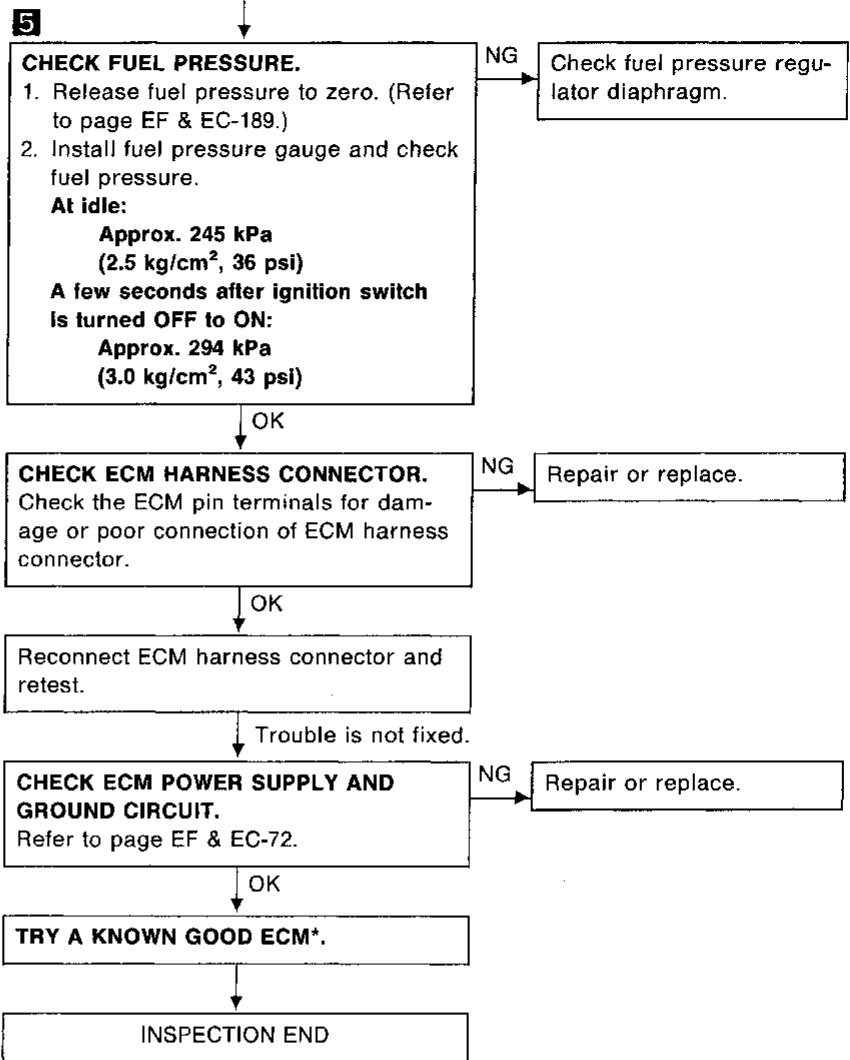 5
CHECK FUEL PRESSURE.
1. Release fuel pressure to zero. (Refer
to page EF & EC-189.)
2. Install fuel pressure gauge and check
fuel pressure.
At idle:
Approx. 245 kPa
(2.5 kg/cm², 36 psi)
A few seconds after ignition switch
is turned OFF to ON:
Approx. 294 kPa
(3.0 kg/cm², 43 psi)
NG
Check fuel pressure regu-
lator diaphragm.
OK
CHECK ECM HARNESS CONNECTOR.
Check the ECM pin terminals for dam-
age or poor connection of ECM harness
connector.
NG
Repair or replace.
OK
Reconnect ECM harness connector and
retest.
Trouble is not fixed.
CHECK ECM POWER SUPPLY AND
GROUND CIRCUIT.
Refer to page EF & EC-72.
NG
Repair or replace.
OK
TRY A KNOWN GOOD ECM*.
INSPECTION END